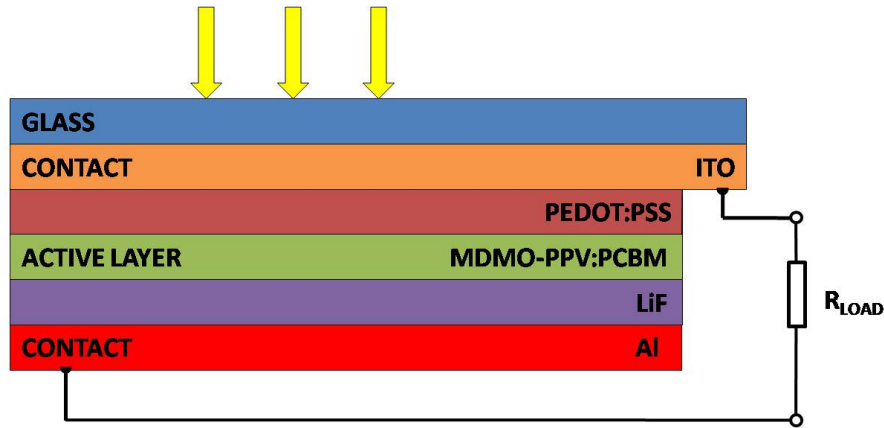 GLASS
CONTACT ITO
PEDOT:PSS
ACTIVE LAYER MDMO-PPV:PCBM
LiF
RLOAD
CONTACT Al